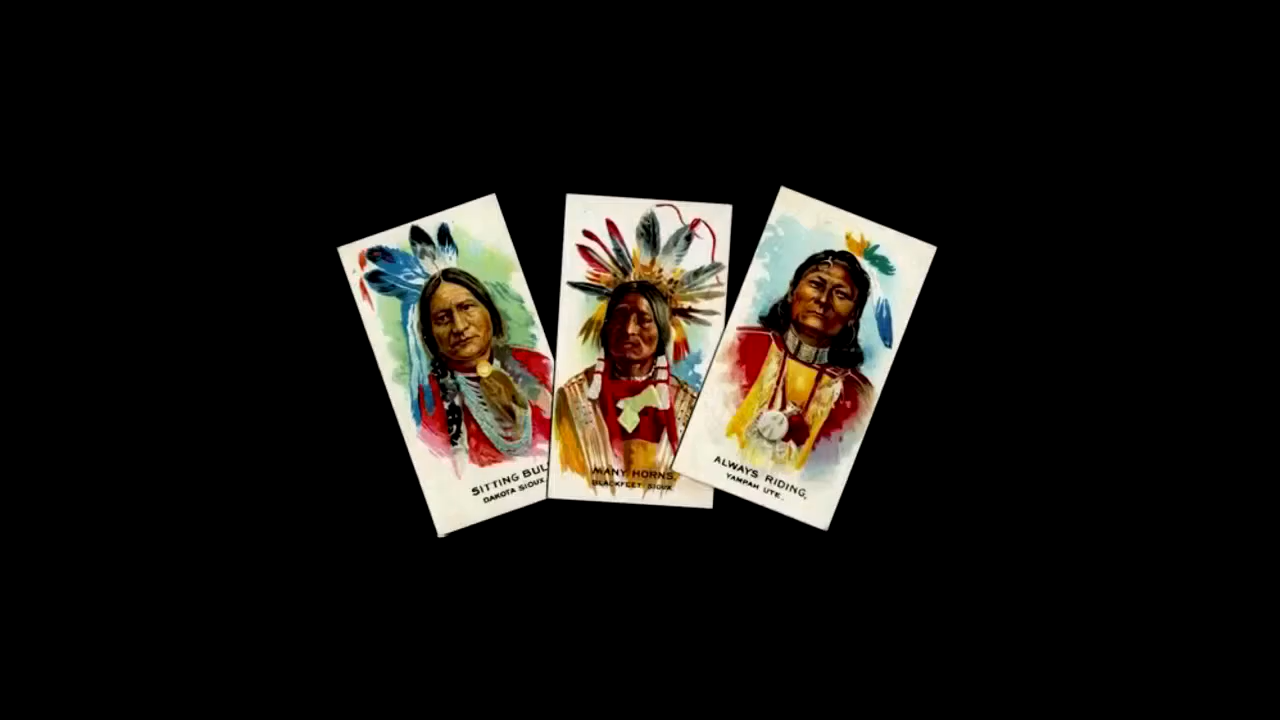 SITTING BUL
DAKOTA SIOUX.
MANY HORNS,
BLACKFEET SIOUX.
ALWAYS RIDING,
YAMPAH UTE.